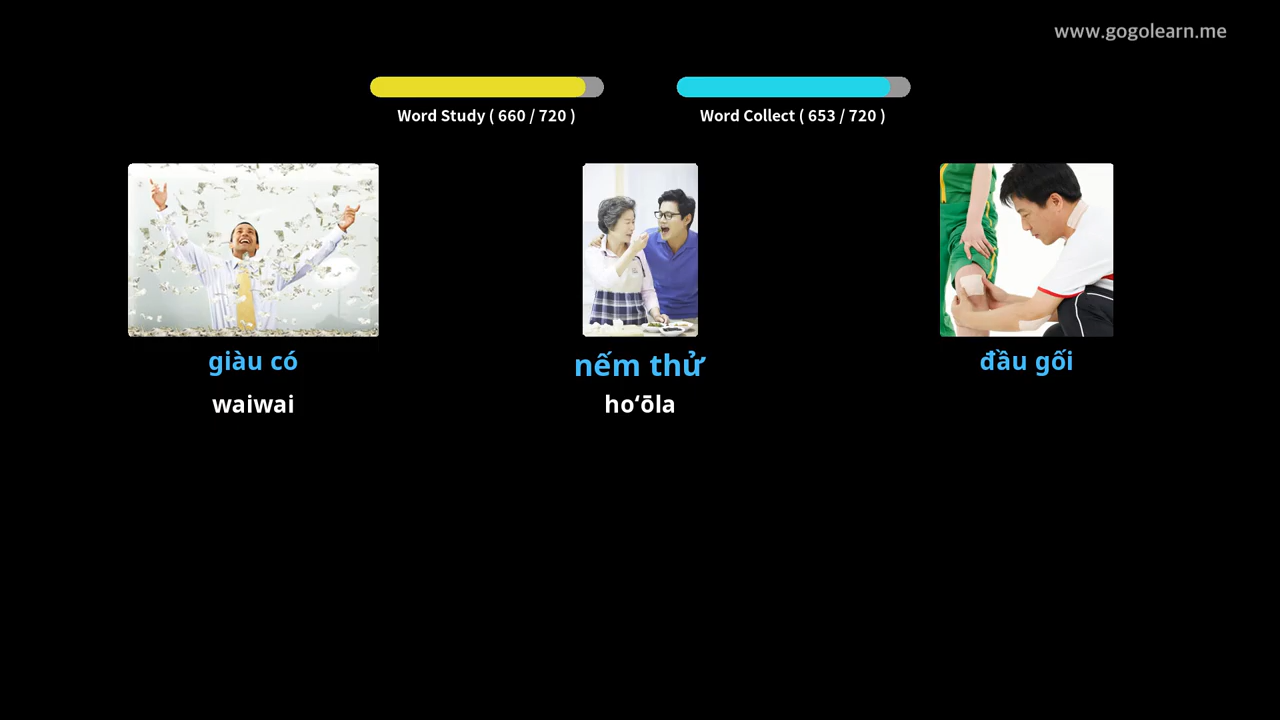 www.gogolearn.me
Word Study ( 660 / 720 )
Word Collect ( 653 / 720 )
giàu có
nếm thử
đầu gối
waiwai
hoʻōla